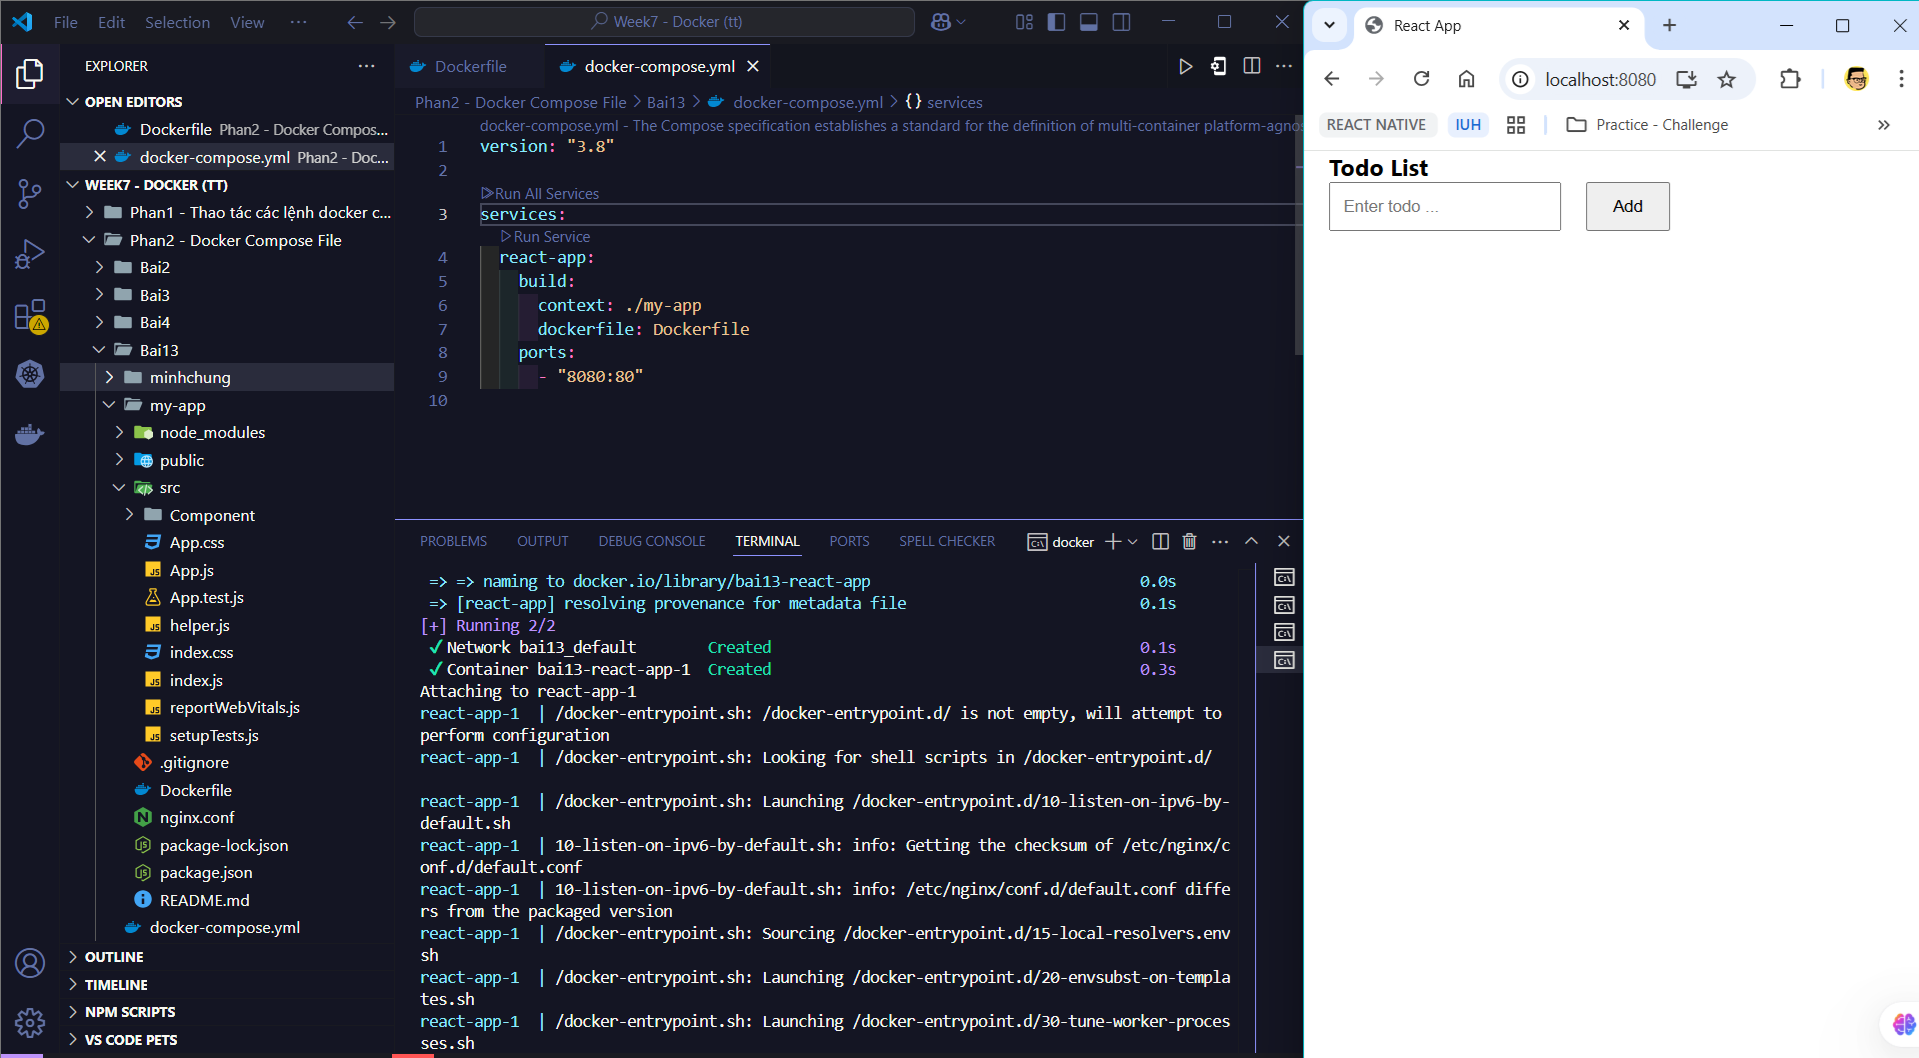 File Edit Selection View ··· Week7 - Docker (tt)
EXPLORER ···
OPEN EDITORS
Dockerfile Phan2 - Docker Compos...
docker-compose.yml Phan2 - Doc...
WEEK7 - DOCKER (TT)
Phan1 - Thao tác các lệnh docker c...
Phan2 - Docker Compose File
Bai2
Bai3
Bai4
Bai13
minhchung
my-app
node_modules
public
src
Component
App.css
App.js
App.test.js
helper.js
index.css
index.js
reportWebVitals.js
setupTests.js
.gitignore
Dockerfile
nginx.conf
package-lock.json
package.json
README.md
docker-compose.yml
OUTLINE
TIMELINE
NPM SCRIPTS
VS CODE PETS
Dockerfile docker-compose.yml
Phan2 - Docker Compose File > Bai13 > docker-compose.yml > {} services
docker-compose.yml - The Compose specification establishes a standard for the definition of multi-container platform-agnos
1 version: "3.8"
2
Run All Services
3 services:
Run Service
4 react-app:
5 build:
6 context: ./my-app
7 dockerfile: Dockerfile
8 ports:
9 - "8080:80"
10
PROBLEMS OUTPUT DEBUG CONSOLE TERMINAL PORTS SPELL CHECKER docker
=> => naming to docker.io/library/bai13-react-app 0.0s
=> [react-app] resolving provenance for metadata file 0.1s
[+] Running 2/2
✓ Network bai13_default Created 0.1s
✓ Container bai13-react-app-1 Created 0.3s
Attaching to react-app-1
react-app-1 | /docker-entrypoint.sh: /docker-entrypoint.d/ is not empty, will attempt to
perform configuration
react-app-1 | /docker-entrypoint.sh: Looking for shell scripts in /docker-entrypoint.d/
react-app-1 | /docker-entrypoint.sh: Launching /docker-entrypoint.d/10-listen-on-ipv6-by-
default.sh
react-app-1 | 10-listen-on-ipv6-by-default.sh: info: Getting the checksum of /etc/nginx/c
onf.d/default.conf
react-app-1 | 10-listen-on-ipv6-by-default.sh: info: /etc/nginx/conf.d/default.conf diffe
rs from the packaged version
react-app-1 | /docker-entrypoint.sh: Sourcing /docker-entrypoint.d/15-local-resolvers.env
sh
react-app-1 | /docker-entrypoint.sh: Launching /docker-entrypoint.d/20-envsubst-on-templa
tes.sh
react-app-1 | /docker-entrypoint.sh: Launching /docker-entrypoint.d/30-tune-worker-proces
ses.sh
React App
localhost:8080
REACT NATIVE IUH Practice - Challenge
Todo List
Enter todo ... Add